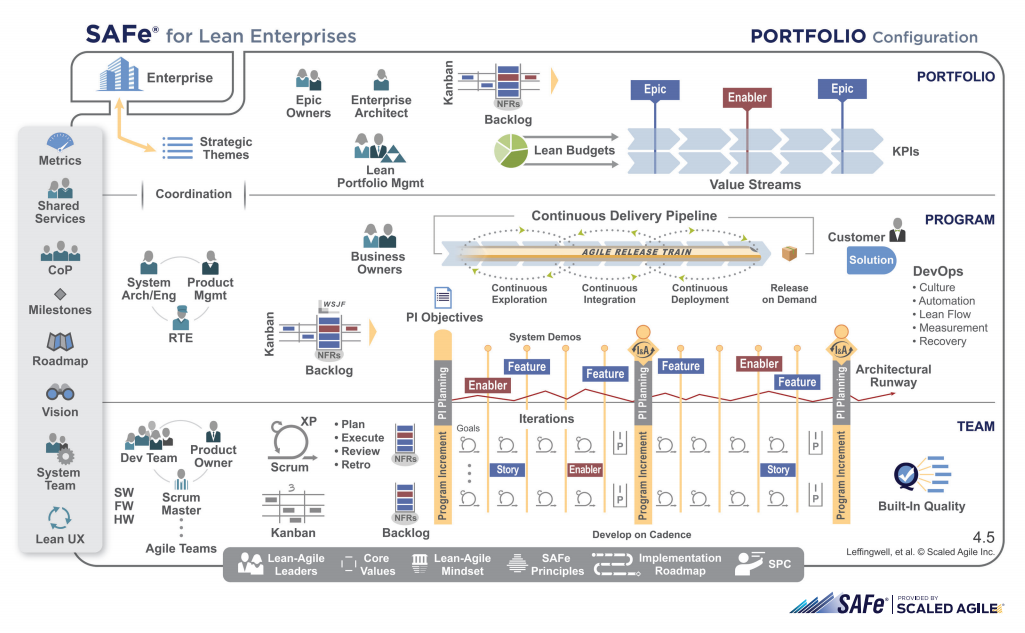 SAFe® for Lean Enterprises
PORTFOLIO Configuration
Enterprise
PORTFOLIO
Epic
Owners
Enterprise
Architect
Kanban
NFRs
Backlog
Epic
Enabler
Epic
Strategic
Themes
Lean
Portfolio Mgmt
Lean Budgets
KPIs
Value Streams
Coordination
Metrics
Shared
Services
CoP
Milestones
Roadmap
Vision
System
Team
Lean UX
PROGRAM
Business
Owners
Continuous Delivery Pipeline
AGILE RELEASE TRAIN
Continuous
Exploration
Continuous
Integration
Continuous
Deployment
Release
on Demand
Customer
Solution
DevOps
• Culture
• Automation
• Lean Flow
• Measurement
• Recovery
System
Arch/Eng
Product
Mgmt
RTE
Kanban
WSJF
NFRs
Backlog
PI Objectives
System Demos
PI Planning
Enabler
Feature
Feature
I&A
PI Planning
Feature
Enabler
Feature
I&A
PI Planning
Architectural
Runway
TEAM
Dev Team
Product
Owner
Scrum
Master
SW
FW
HW
Agile Teams
XP
Scrum
• Plan
• Execute
• Review
• Retro
3
Kanban
NFRs
NFRs
Backlog
Iterations
Program Increment
Goals
Story
Enabler
I P
I P
Program Increment
Story
I P
I P
Program Increment
Develop on Cadence
Built-In Quality
4.5
Leffingwell, et al. © Scaled Agile Inc.
Lean-Agile
Leaders
Core
Values
Lean-Agile
Mindset
SAFe
Principles
Implementation
Roadmap
SPC
SAFe®
PROVIDED BY
SCALED AGILE